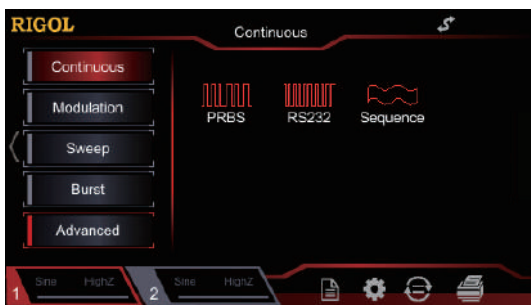 RIGOL
Continuous
Continuous
Modulation
Sweep
Burst
Advanced
PRBS RS232 Sequence
1 Sine HighZ 2 Sine HighZ